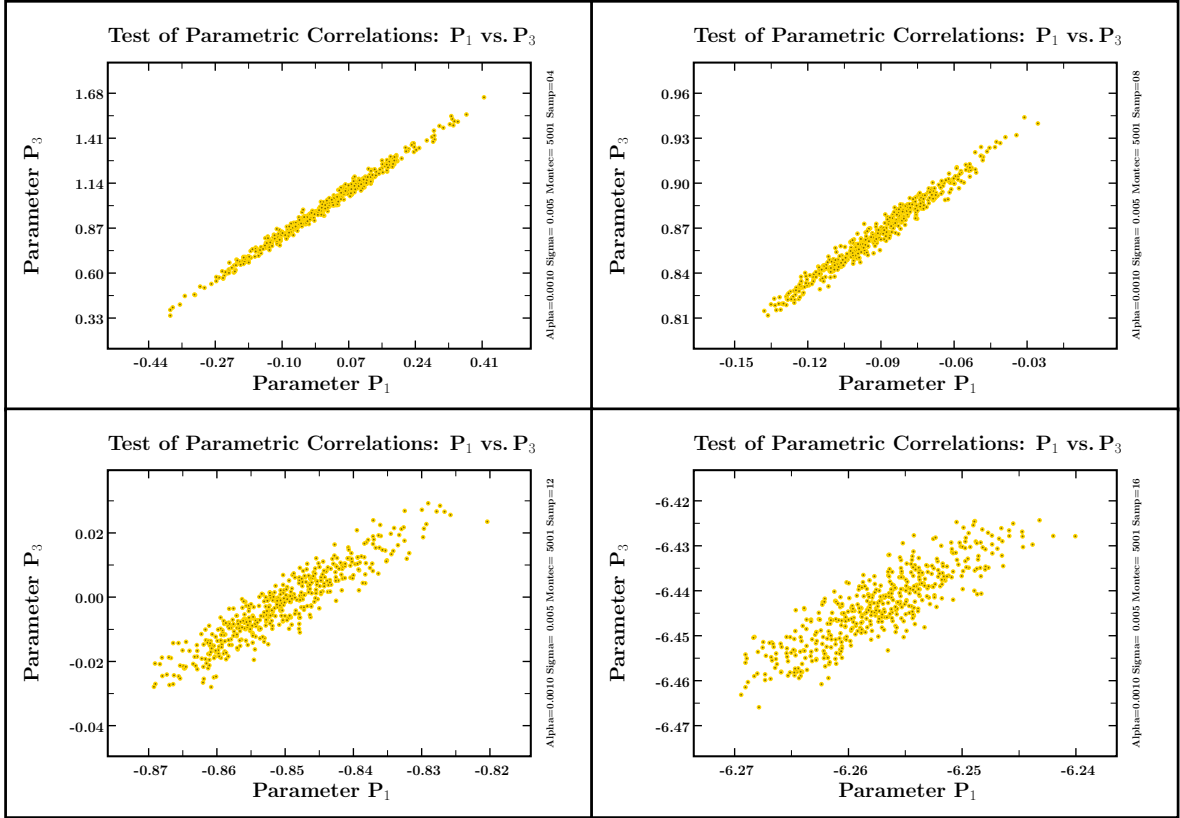 Test of Parametric Correlations: P₁ vs. P₃
Parameter P₃
1.68
1.41
1.14
0.87
0.60
0.33
-0.44 -0.27 -0.10 0.07 0.24 0.41
Parameter P₁
Alpha=0.0010 Sigma= 0.005 Montec= 5001 Samp=04
Test of Parametric Correlations: P₁ vs. P₃
Parameter P₃
0.96
0.93
0.90
0.87
0.84
0.81
-0.15 -0.12 -0.09 -0.06 -0.03
Parameter P₁
Alpha=0.0010 Sigma= 0.005 Montec= 5001 Samp=08
Test of Parametric Correlations: P₁ vs. P₃
Parameter P₃
0.02
0.00
-0.02
-0.04
-0.87 -0.86 -0.85 -0.84 -0.83 -0.82
Parameter P₁
Alpha=0.0010 Sigma= 0.005 Montec= 5001 Samp=12
Test of Parametric Correlations: P₁ vs. P₃
Parameter P₃
-6.42
-6.43
-6.44
-6.45
-6.46
-6.47
-6.27 -6.26 -6.25 -6.24
Parameter P₁
Alpha=0.0010 Sigma= 0.005 Montec= 5001 Samp=16